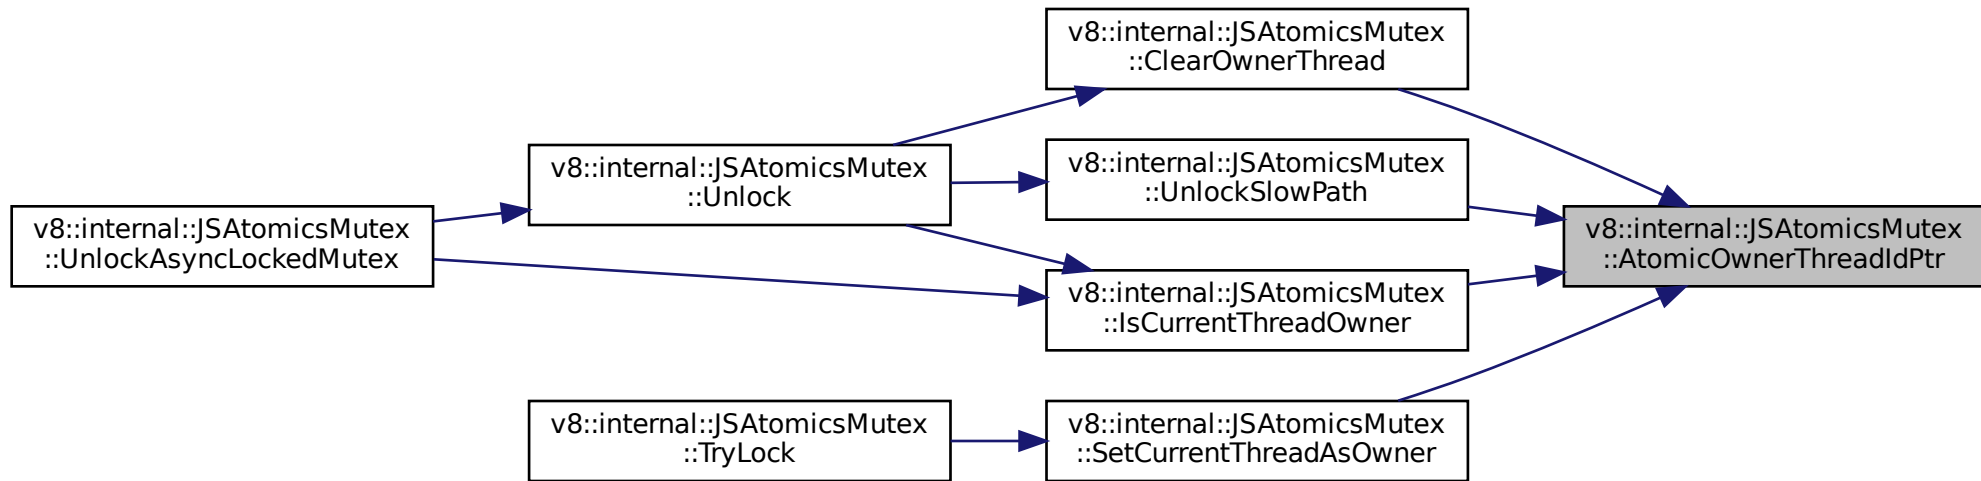 v8::internal::JSAtomicsMutex
::ClearOwnerThread
v8::internal::JSAtomicsMutex
::Unlock
v8::internal::JSAtomicsMutex
::UnlockSlowPath
v8::internal::JSAtomicsMutex
::UnlockAsyncLockedMutex
v8::internal::JSAtomicsMutex
::AtomicOwnerThreadIdPtr
v8::internal::JSAtomicsMutex
::IsCurrentThreadOwner
v8::internal::JSAtomicsMutex
::TryLock
v8::internal::JSAtomicsMutex
::SetCurrentThreadAsOwner